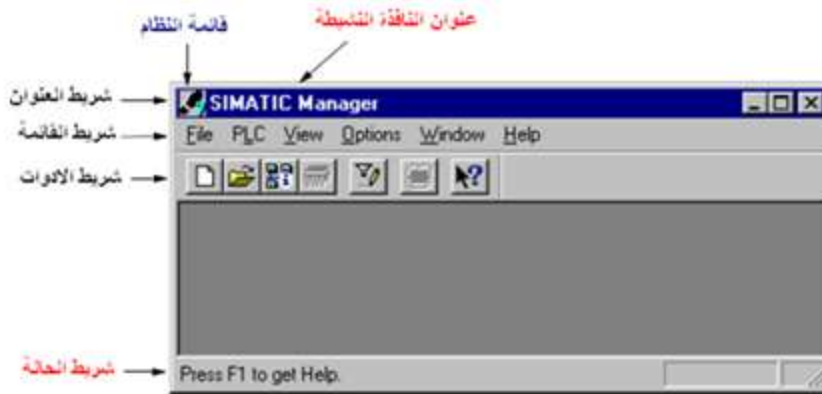 عنوان النافذة النشيطة
قائمة النظام
شريط العنوان
SIMATIC Manager
شريط القائمة
File PLC View Options Window Help
شريط الادوات
شريط الحالة
Press F1 to get Help.